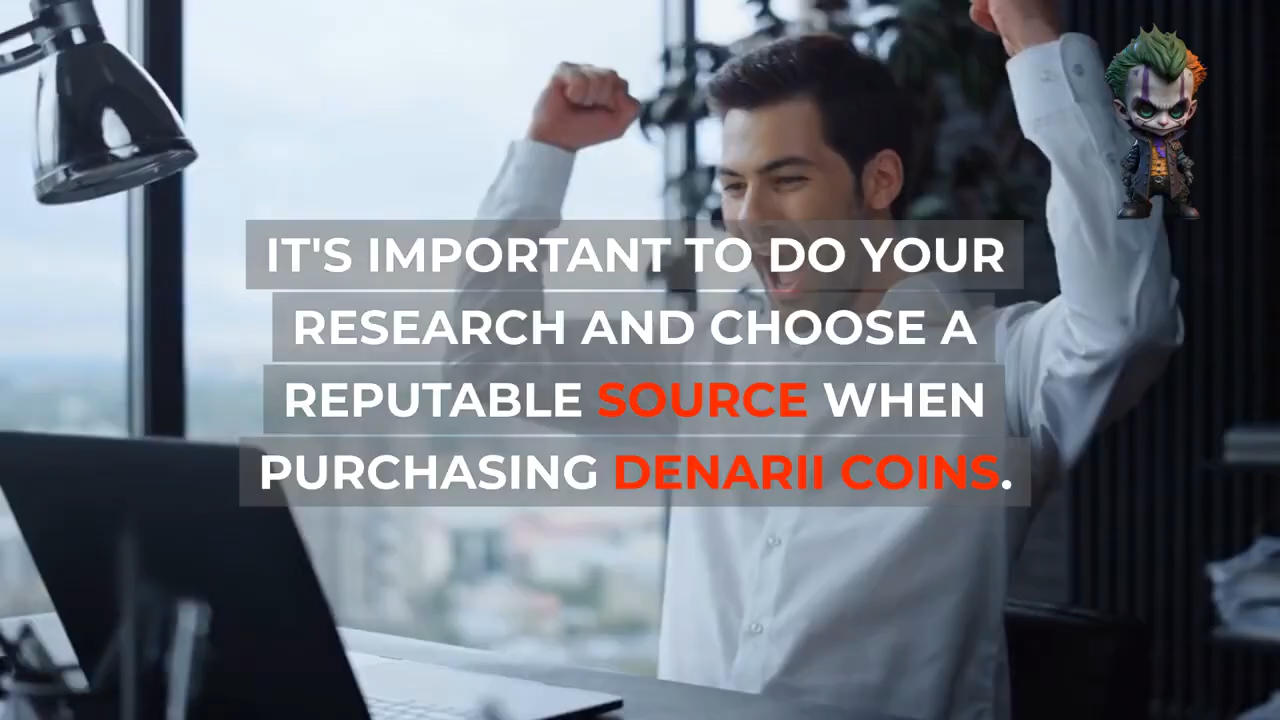 IT'S IMPORTANT TO DO YOUR
RESEARCH AND CHOOSE A
REPUTABLE SOURCE WHEN
PURCHASING DENARII COINS.